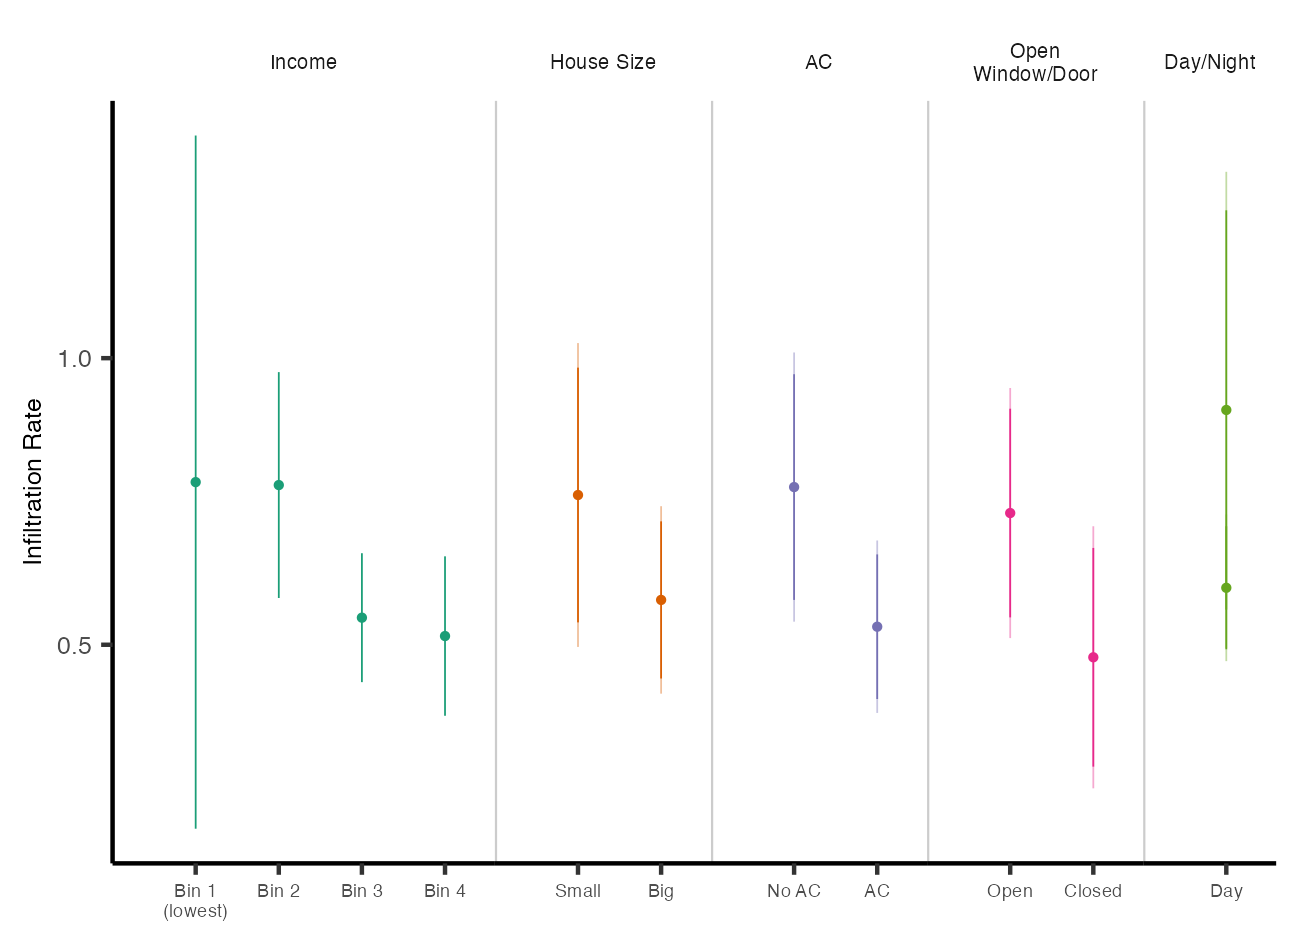 Income
House Size
AC
Open
Window/Door
Day/Night
Infiltration Rate
1.0
0.5
Bin 1
(lowest)
Bin 2
Bin 3
Bin 4
Small
Big
No AC
AC
Open
Closed
Day